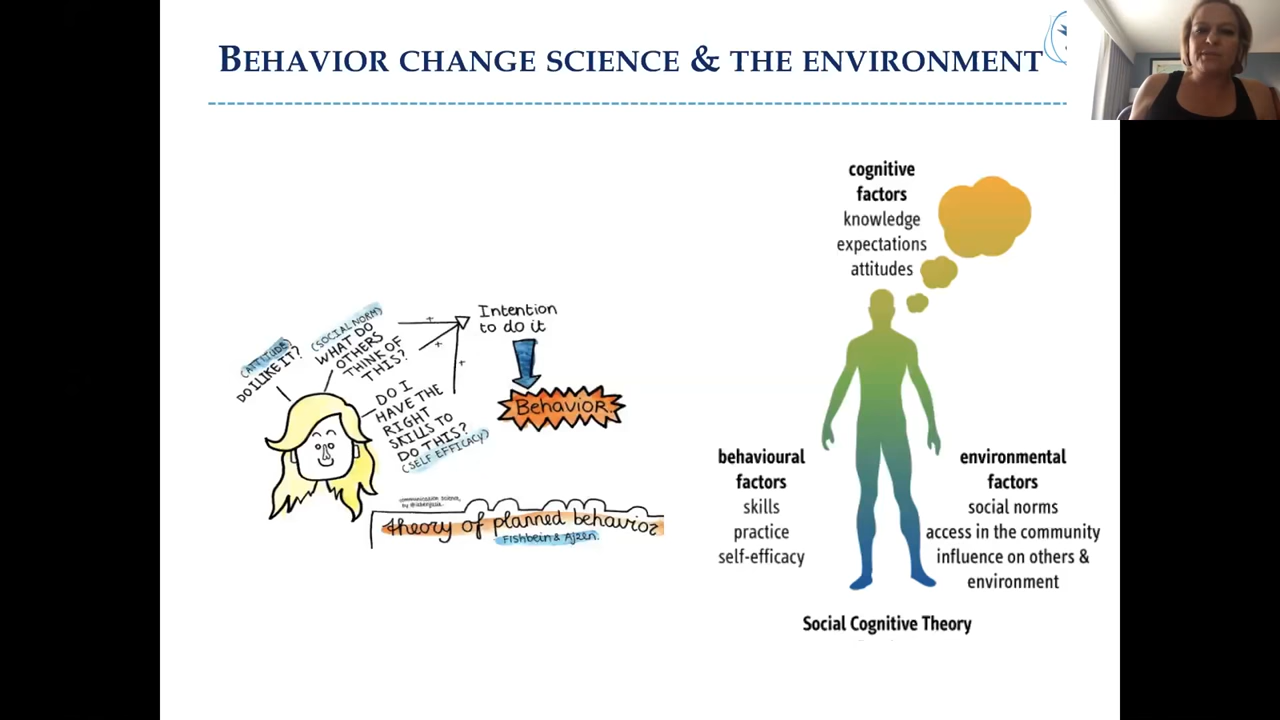 BEHAVIOR CHANGE SCIENCE & THE ENVIRONMENT
(ATTITUDE)
DO I LIKE IT?
(SOCIAL NORM)
WHAT DO
OTHERS
THINK OF
THIS?
DO I
HAVE THE
RIGHT
SKILLS TO
DO THIS?
(SELF EFFICACY)
+
+
+
Intention
to do it
Behavior
communication science,
theory of planned behavior
Fishbein & Ajzen.
cognitive
factors
knowledge
expectations
attitudes
behavioural
factors
skills
practice
self-efficacy
environmental
factors
social norms
access in the community
influence on others &
environment
Social Cognitive Theory